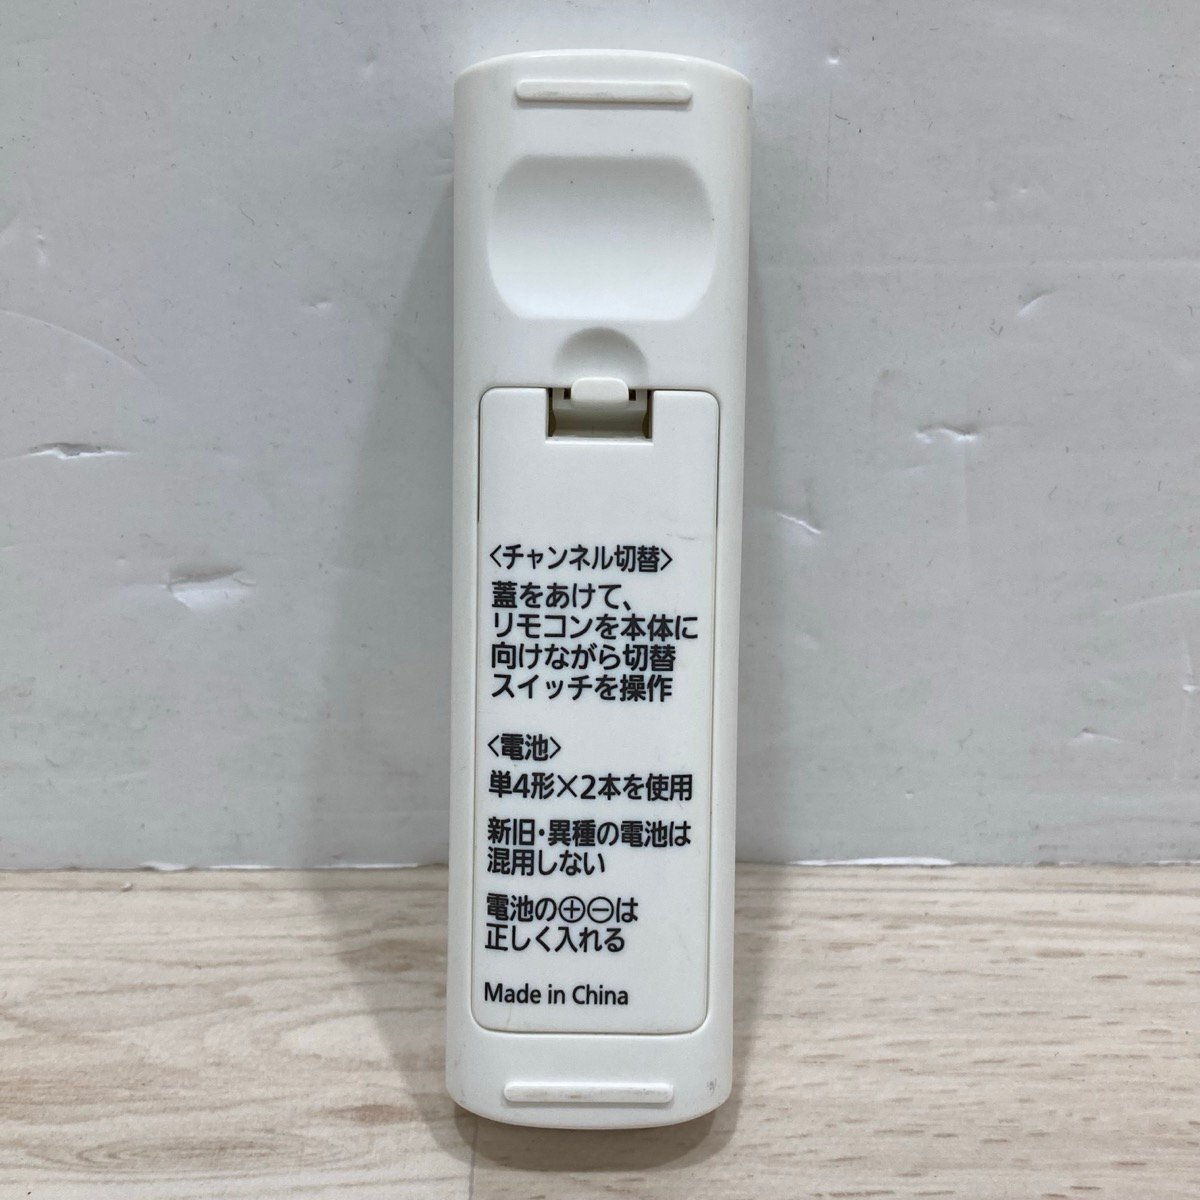 〈チャンネル切替〉
蓋をあけて、
リモコンを本体に
向けながら切替
スイッチを操作
〈電池〉
単4形×2本を使用
新旧・異種の電池は
混用しない
電池の⊕⊖は
正しく入れる
Made in China